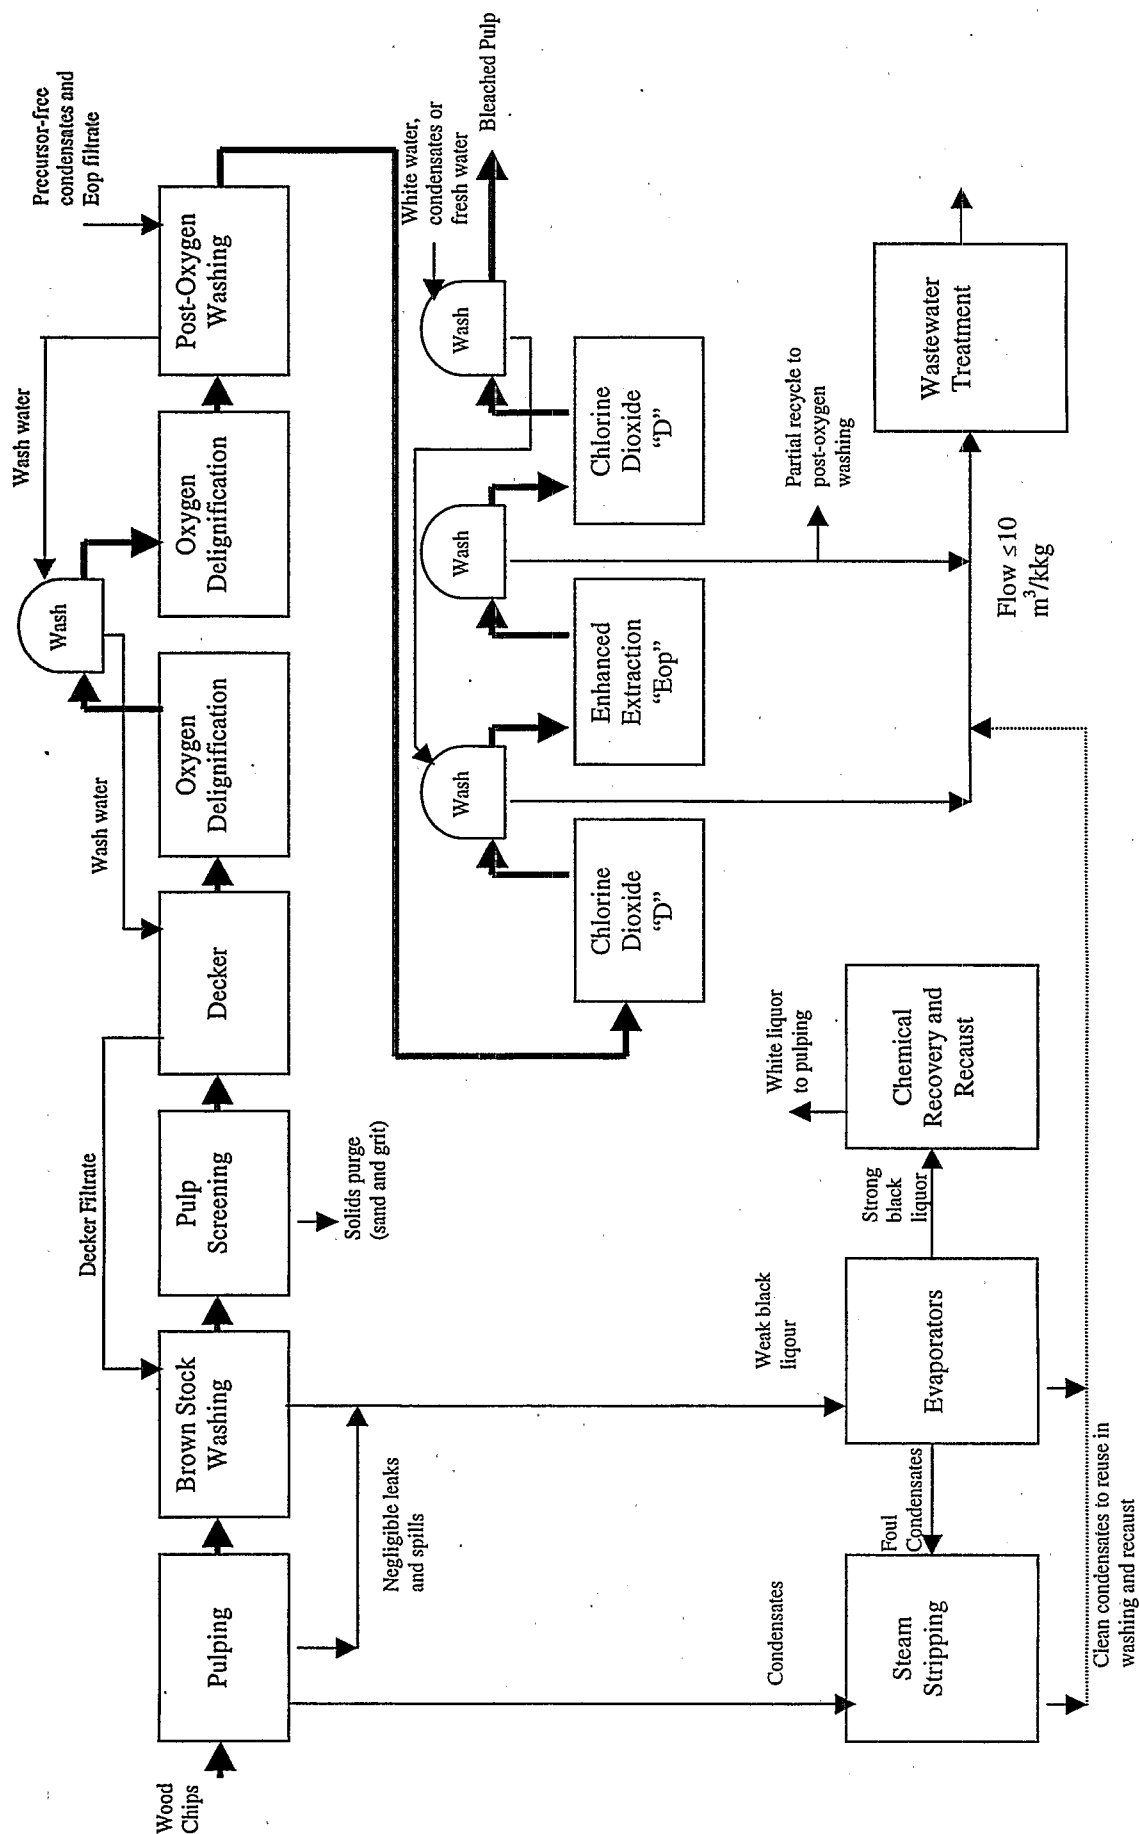 Wood
Chips
Pulping
Brown Stock
Washing
Decker Filtrate
Pulp
Screening
Solids purge
(sand and grit)
Decker
Wash water
Oxygen
Delignification
Wash
Wash water
Oxygen
Delignification
Post-Oxygen
Washing
Precursor-free
condensates and
Eop filtrate
Negligible leaks
and spills
Chlorine
Dioxide
“D”
Wash
Enhanced
Extraction
“Eop”
Wash
Chlorine
Dioxide
“D”
Wash
White water,
condensates or
fresh water
Bleached Pulp
Partial recycle to
post-oxygen
washing
Condensates
Steam
Stripping
Foul
Condensates
Weak black
liqour
Evaporators
Strong
black
liquor
White liquor
to pulping
Chemical
Recovery and
Recaust
Flow ≤10
m³/kkg
Wastewater
Treatment
Clean condensates to reuse in
washing and recaust